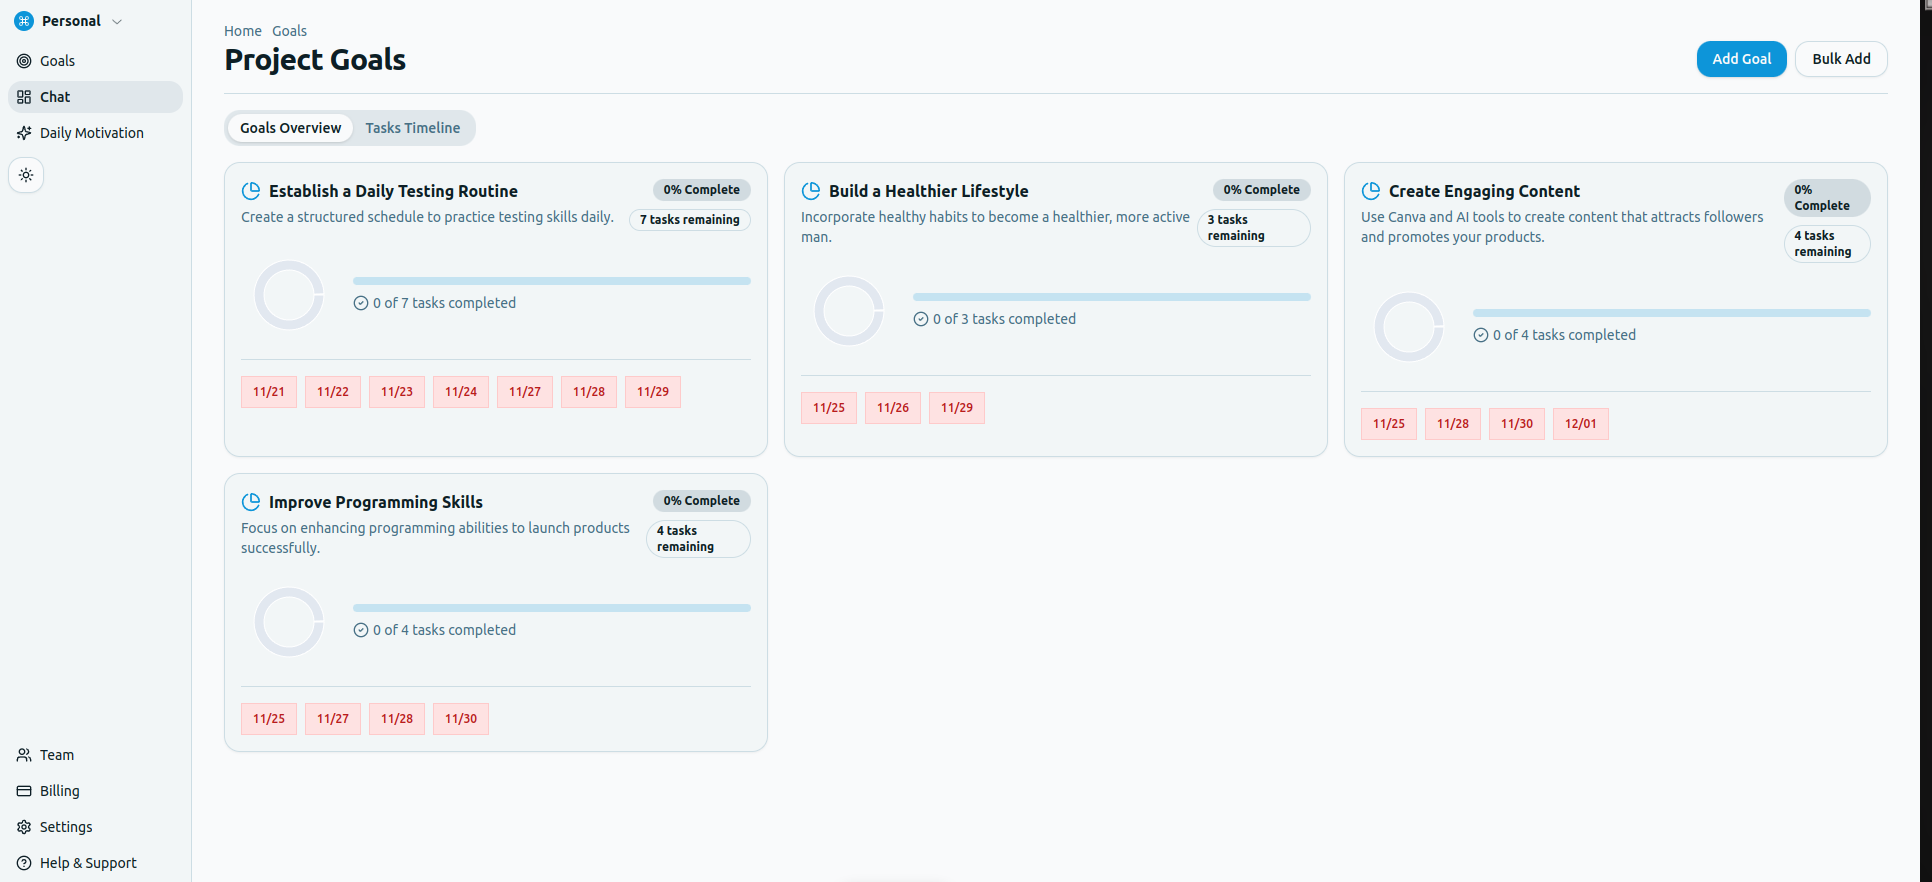 Personal
Goals
Chat
Daily Motivation
Team
Billing
Settings
Help & Support
Home Goals
Project Goals
Add Goal
Bulk Add
Goals Overview
Tasks Timeline
Establish a Daily Testing Routine
0% Complete
Create a structured schedule to practice testing skills daily.
7 tasks remaining
0 of 7 tasks completed
11/21 11/22 11/23 11/24 11/27 11/28 11/29
Build a Healthier Lifestyle
0% Complete
Incorporate healthy habits to become a healthier, more active
man.
3 tasks
remaining
0 of 3 tasks completed
11/25 11/26 11/29
Create Engaging Content
0%
Complete
Use Canva and AI tools to create content that attracts followers
and promotes your products.
4 tasks
remaining
0 of 4 tasks completed
11/25 11/28 11/30 12/01
Improve Programming Skills
0% Complete
Focus on enhancing programming abilities to launch products
successfully.
4 tasks
remaining
0 of 4 tasks completed
11/25 11/27 11/28 11/30